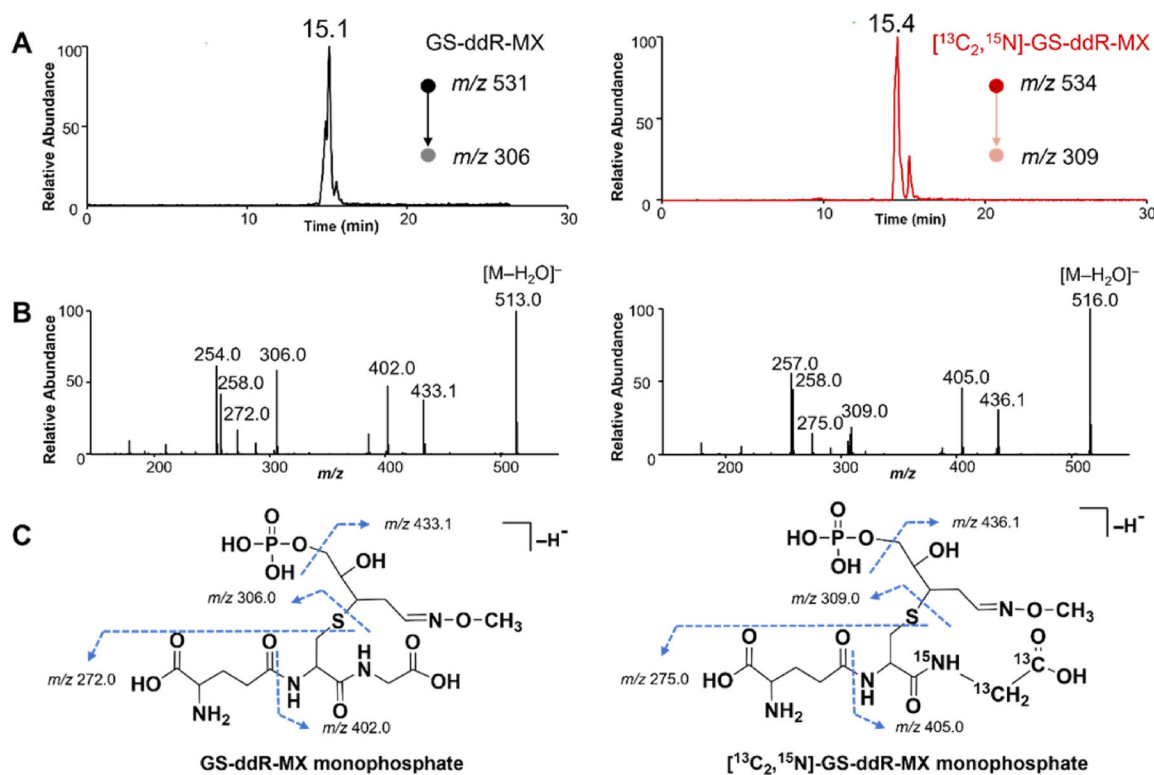 A
15.1
GS-ddR-MX
m/z 531
m/z 306
Relative Abundance
100
50
0
0
10
20
30
Time (min)
15.4
[¹³C₂,¹⁵N]-GS-ddR-MX
m/z 534
m/z 309
Relative Abundance
100
50
0
0
10
20
30
Time (min)
B
[M–H₂O]⁻
513.0
254.0
306.0
258.0
272.0
402.0
433.1
Relative Abundance
100
50
0
200
300
400
500
m/z
[M–H₂O]⁻
516.0
257.0
258.0
275.0
309.0
405.0
436.1
Relative Abundance
100
50
0
200
300
400
500
m/z
C
O
HO-P-O
OH
OH
m/z 433.1
–H⁻
m/z 306.0
S
N-O-CH₃
O
O
H
N
O
m/z 272.0
HO
NH₂
N
H
O
OH
m/z 402.0
GS-ddR-MX monophosphate
O
HO-P-O
OH
OH
m/z 436.1
–H⁻
m/z 309.0
S
N-O-CH₃
O
O
¹⁵NH
O
¹³C
OH
m/z 275.0
HO
NH₂
N
H
O
¹³CH₂
m/z 405.0
[¹³C₂,¹⁵N]-GS-ddR-MX monophosphate